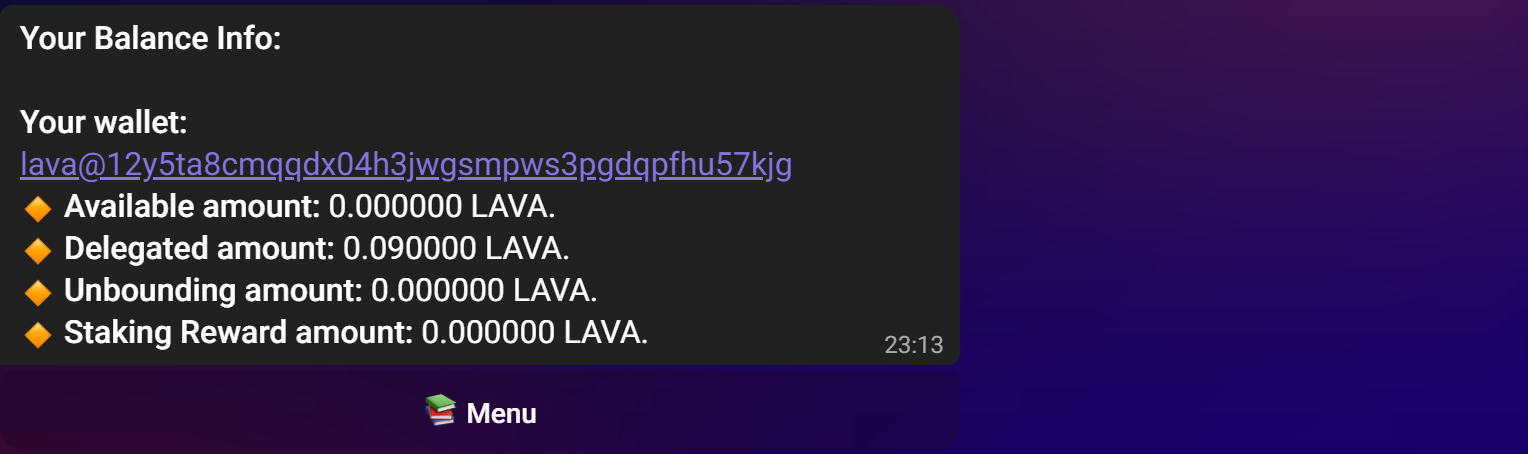 Your Balance Info:
Your wallet:
lava@12y5ta8cmqqdx04h3jwgsmpws3pgdqpfhu57kjg
🔸 Available amount: 0.000000 LAVA.
🔸 Delegated amount: 0.090000 LAVA.
🔸 Unbounding amount: 0.000000 LAVA.
🔸 Staking Reward amount: 0.000000 LAVA.
23:13
📚 Menu